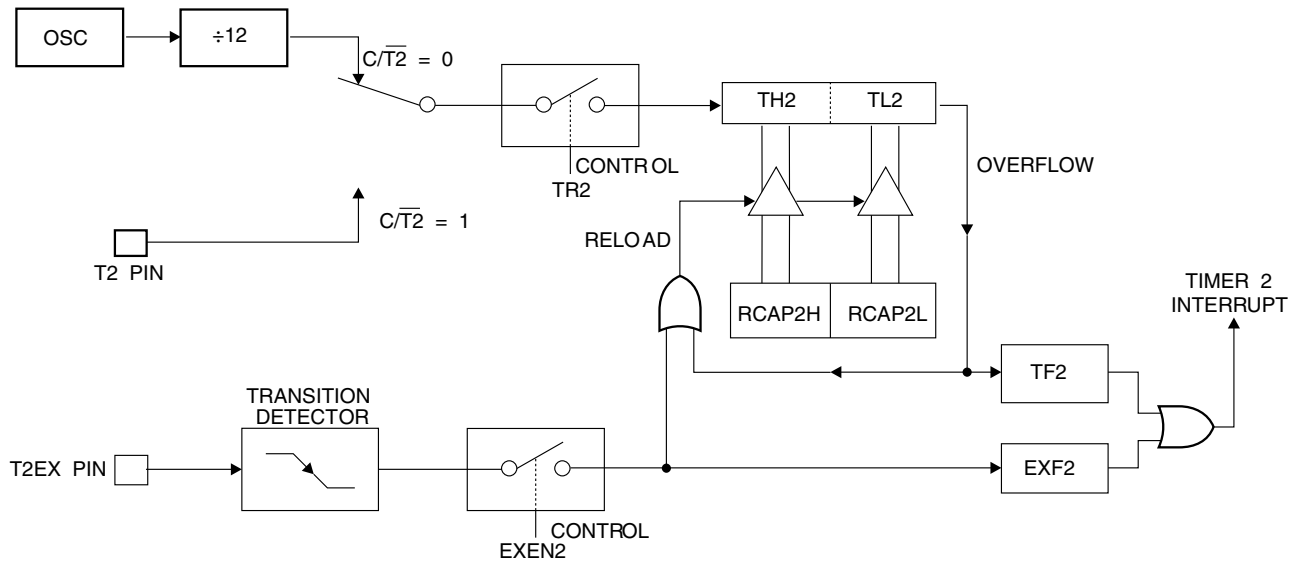 OSC
÷12
C/T2̅ = 0
TH2
TL2
CONTROL
TR2
OVERFLOW
C/T2̅ = 1
T2 PIN
RELOAD
RCAP2H
RCAP2L
TIMER 2
INTERRUPT
TF2
TRANSITION
DETECTOR
T2EX PIN
EXF2
CONTROL
EXEN2